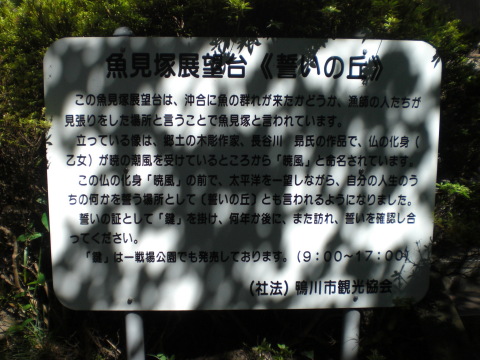 魚見塚展望台《誓いの丘》
この魚見塚展望台は、沖合に魚の群れが来たかどうか、漁師の人たちが
見張りをした場所と言うことで魚見塚と言われています。
立っている像は、郷土の木彫作家、長谷川 昻氏の作品で、仏の化身(
乙女)が暁の潮風を受けているところから「暁風」と命名されています。
この仏の化身「暁風」の前で、太平洋を一望しながら、自分の人生のう
ちの何かを誓う場所として〔誓いの丘〕とも言われるようになりました。
誓いの証として「鍵」を掛け、何年か後に、また訪れ、誓いを確認し合
ってください。
「鍵」は一戦場公園でも発売しております。(9:00~17:00)
(社法)鴨川市観光協会